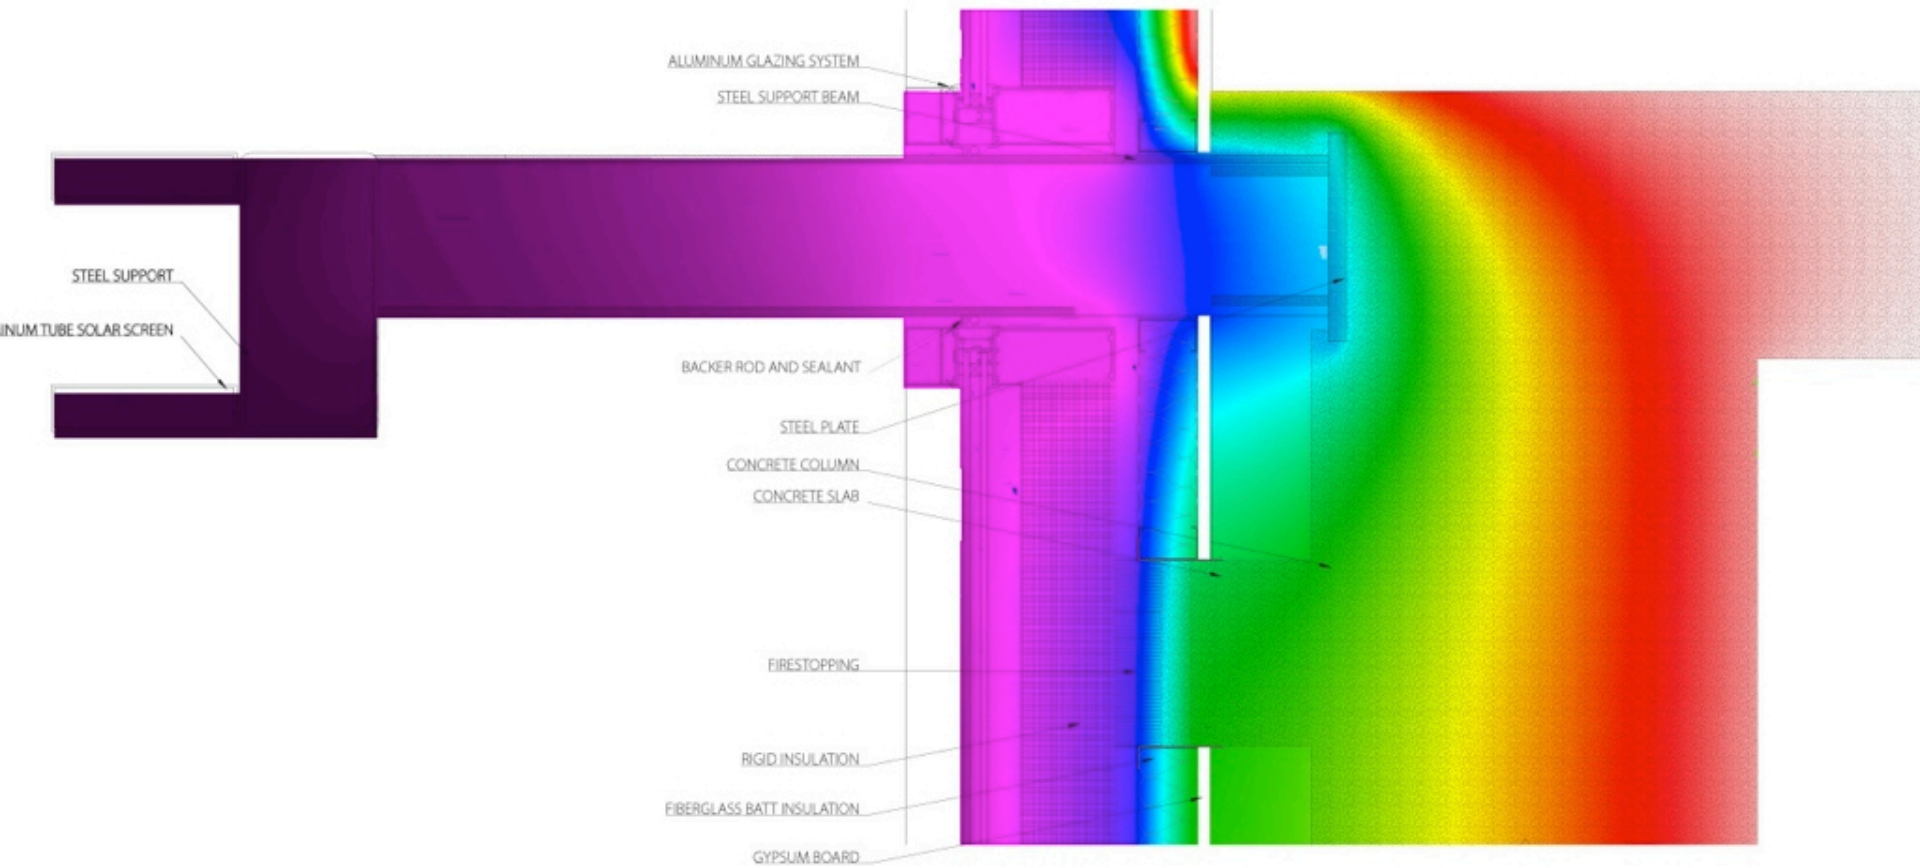 ALUMINUM GLAZING SYSTEM
STEEL SUPPORT BEAM
STEEL SUPPORT
INUM TUBE SOLAR SCREEN
BACKER ROD AND SEALANT
STEEL PLATE
CONCRETE COLUMN
CONCRETE SLAB
FIRESTOPPING
RIGID INSULATION
FIBERGLASS BATT INSULATION
GYPSUM BOARD